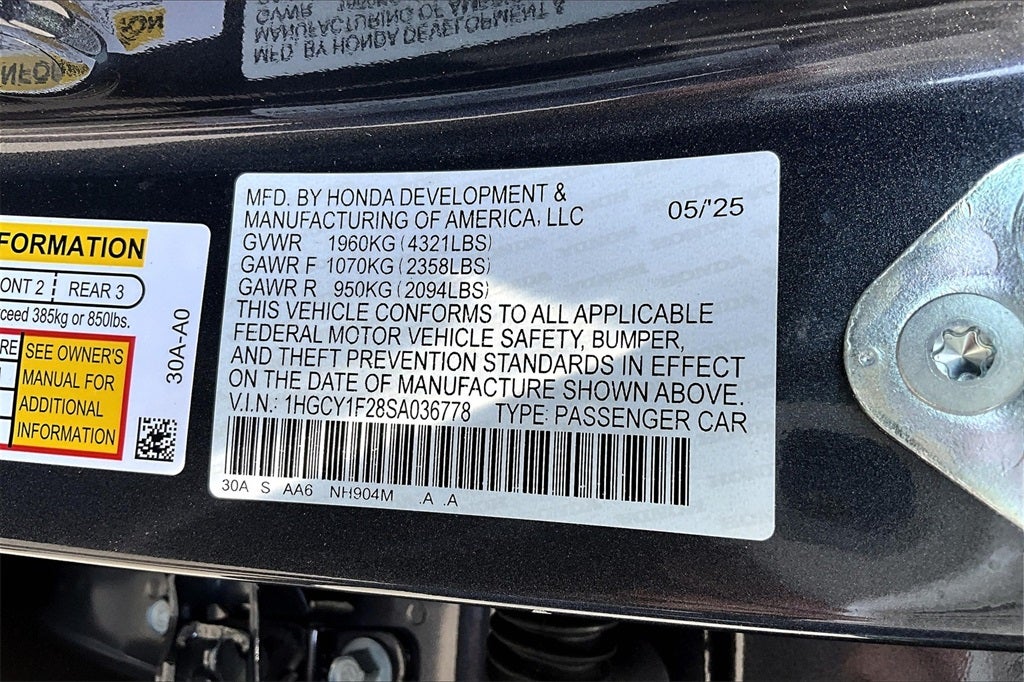 MFD. BY HONDA DEVELOPMENT &
MANUFACTURING OF AMERICA, LLC 05/'25
GVWR 1960KG (4321LBS)
GAWR F 1070KG (2358LBS)
GAWR R 950KG (2094LBS)
THIS VEHICLE CONFORMS TO ALL APPLICABLE
FEDERAL MOTOR VEHICLE SAFETY, BUMPER,
AND THEFT PREVENTION STANDARDS IN EFFECT
ON THE DATE OF MANUFACTURE SHOWN ABOVE.
V.I.N.: 1HGCY1F28SA036778 TYPE: PASSENGER CAR
30A S AA6 NH904M .A .A
FORMATION
ONT 2 REAR 3
xceed 385kg or 850lbs.
RE
SEE OWNER'S
MANUAL FOR
ADDITIONAL
INFORMATION
30A-A0